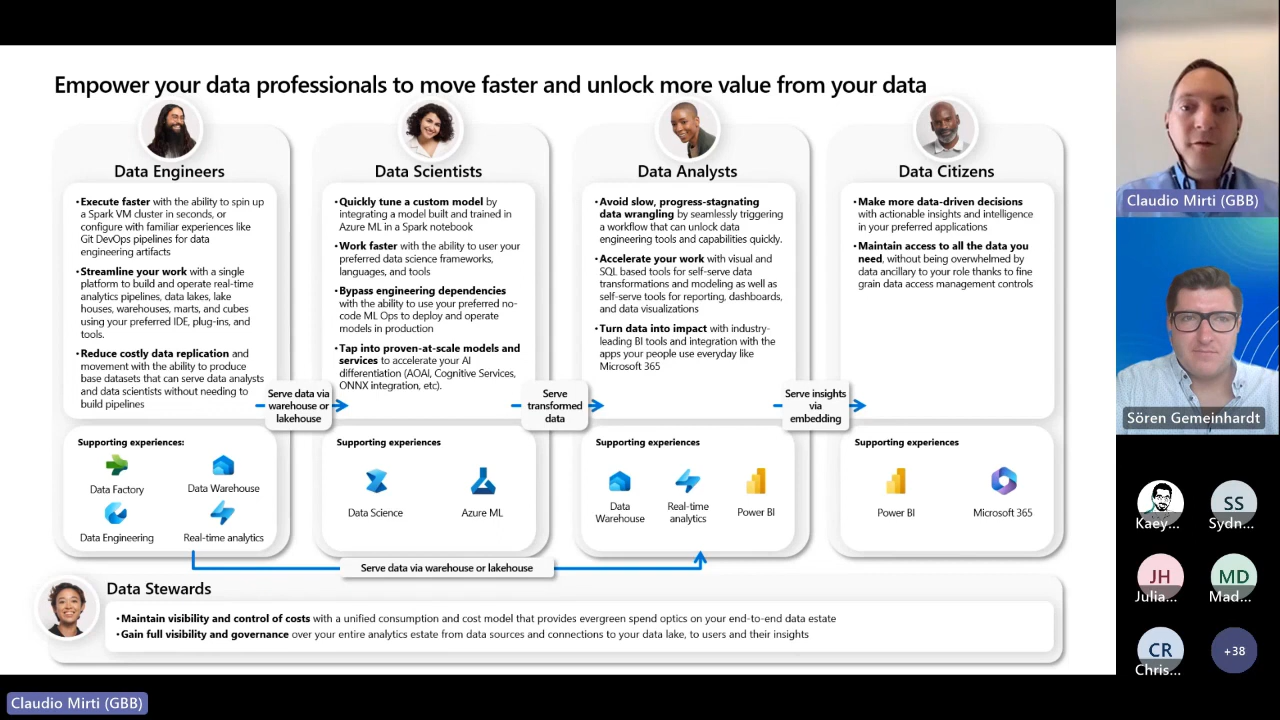 Empower your data professionals to move faster and unlock more value from your data
Data Engineers
•Execute faster with the ability to spin up
a Spark VM cluster in seconds, or
configure with familiar experiences like
Git DevOps pipelines for data
engineering artifacts
•Streamline your work with a single
platform to build and operate real-time
analytics pipelines, data lakes, lake
houses, warehouses, marts, and cubes
using your preferred IDE, plug-ins, and
tools.
•Reduce costly data replication and
movement with the ability to produce
base datasets that can serve data analysts
and data scientists without needing to
build pipelines
Serve data via
warehouse or
lakehouse
Supporting experiences:
Data Factory
Data Warehouse
Data Engineering
Real-time analytics
Data Scientists
•Quickly tune a custom model by
integrating a model built and trained in
Azure ML in a Spark notebook
•Work faster with the ability to user your
preferred data science frameworks,
languages, and tools
•Bypass engineering dependencies
with the ability to use your preferred no-
code ML Ops to deploy and operate
models in production
•Tap into proven-at-scale models and
services to accelerate your AI
differentiation (AOAI, Cognitive Services,
ONNX integration, etc).
Serve
transformed
data
Supporting experiences
Data Science
Azure ML
Data Analysts
•Avoid slow, progress-stagnating
data wrangling by seamlessly triggering
a workflow that can unlock data
engineering tools and capabilities quickly.
•Accelerate your work with visual and
SQL based tools for self-serve data
transformations and modeling as well as
self-serve tools for reporting, dashboards,
and data visualizations
•Turn data into impact with industry-
leading BI tools and integration with the
apps your people use everyday like
Microsoft 365
Serve insights
via
embedding
Supporting experiences
Data
Warehouse
Real-time
analytics
Power BI
Data Citizens
•Make more data-driven decisions
with actionable insights and intelligence
in your preferred applications
•Maintain access to all the data you
need, without being overwhelmed by
data ancillary to your role thanks to fine
grain data access management controls
Supporting experiences
Power BI
Microsoft 365
Serve data via warehouse or lakehouse
Data Stewards
•Maintain visibility and control of costs with a unified consumption and cost model that provides evergreen spend optics on your end-to-end data estate
•Gain full visibility and governance over your entire analytics estate from data sources and connections to your data lake, to users and their insights
Claudio Mirti (GBB)
Claudio Mirti (GBB)
Sören Gemeinhardt
Kaey...
SS
Sydn...
JH
Julia...
MD
Mad...
CR
Chris...
+38